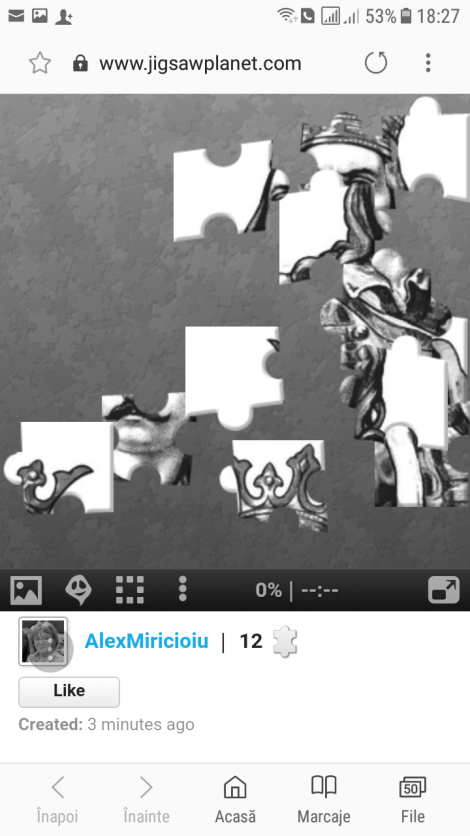 53% 18:27
www.jigsawplanet.com
0% | --:--
AlexMiricioiu | 12
Like
Created: 3 minutes ago
50
Înapoi Înainte Acasă Marcaje File